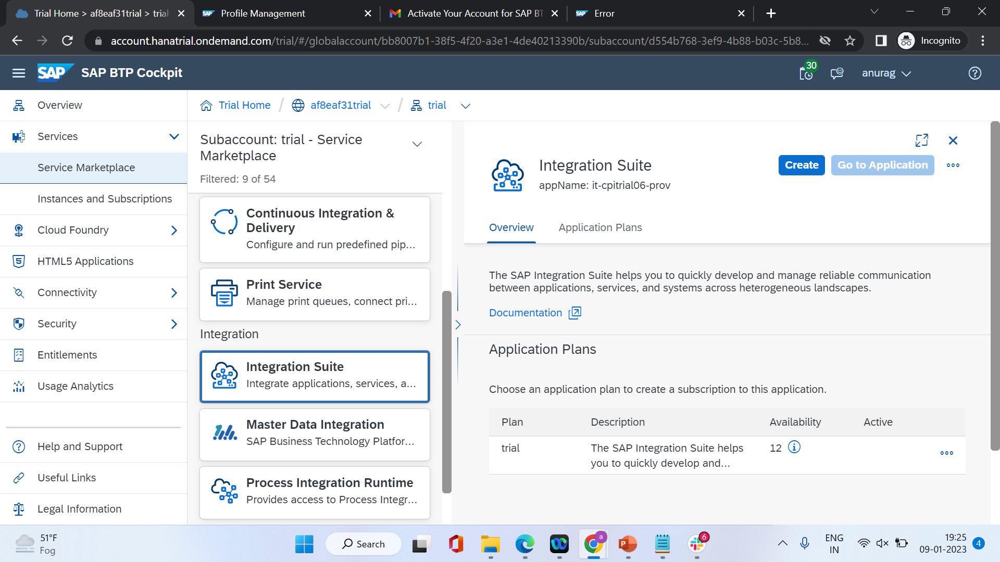 Trial Home > af8eaf31trial > trial
Profile Management
Activate Your Account for SAP BT
Error
account.hanatrial.ondemand.com/trial/#/globalaccount/bb8007b1-38f5-4f20-a3e1-4de40213390b/subaccount/d554b768-3ef9-4b88-b03c-5b8...
Incognito
SAP
SAP BTP Cockpit
30
anurag
Overview
Services
Service Marketplace
Instances and Subscriptions
Cloud Foundry
HTML5 Applications
Connectivity
Security
Entitlements
Usage Analytics
Help and Support
Useful Links
Legal Information
Trial Home / af8eaf31trial / trial
Subaccount: trial - Service
Marketplace
Filtered: 9 of 54
Continuous Integration &
Delivery
Configure and run predefined pip...
Print Service
Manage print queues, connect pri...
Integration
Integration Suite
Integrate applications, services, a...
Master Data Integration
SAP Business Technology Platfor...
Process Integration Runtime
Provides access to Process Integr...
Integration Suite
appName: it-cpitrial06-prov
Create
Go to Application
Overview
Application Plans
The SAP Integration Suite helps you to quickly develop and manage reliable communication
between applications, services, and systems across heterogeneous landscapes.
Documentation
Application Plans
Choose an application plan to create a subscription to this application.
Plan Description Availability Active
trial The SAP Integration Suite helps 12
you to quickly develop and...
51°F
Fog
Search
a
6
ENG
IN
19:25
09-01-2023
4